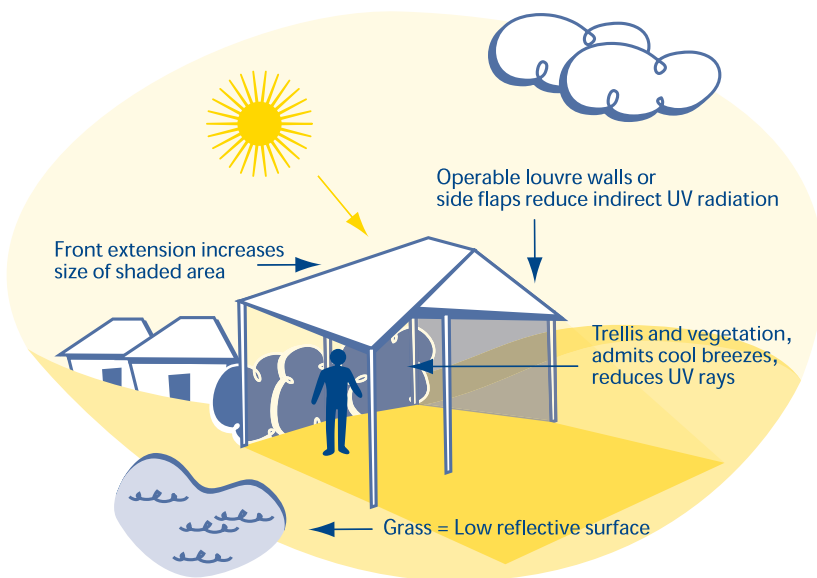 Operable louvre walls or
side flaps reduce indirect UV radiation
Front extension increases
size of shaded area
Trellis and vegetation,
admits cool breezes,
reduces UV rays
Grass = Low reflective surface